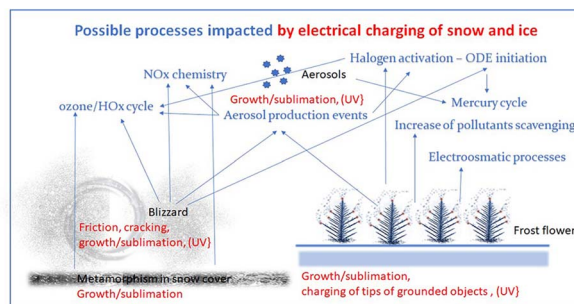 Possible processes impacted by electrical charging of snow and ice
Halogen activation – ODE initiation
NOx chemistry
Aerosols
Growth/sublimation, (UV)
Mercury cycle
ozone/HOx cycle
Aerosol production events
Increase of pollutants scavenging
Electroosmatic processes
Blizzard
Friction, cracking,
growth/sublimation, (UV)
Frost flower
Metamorphism in snow cover
Growth/sublimation
Growth/sublimation,
charging of tips of grounded objects , (UV)